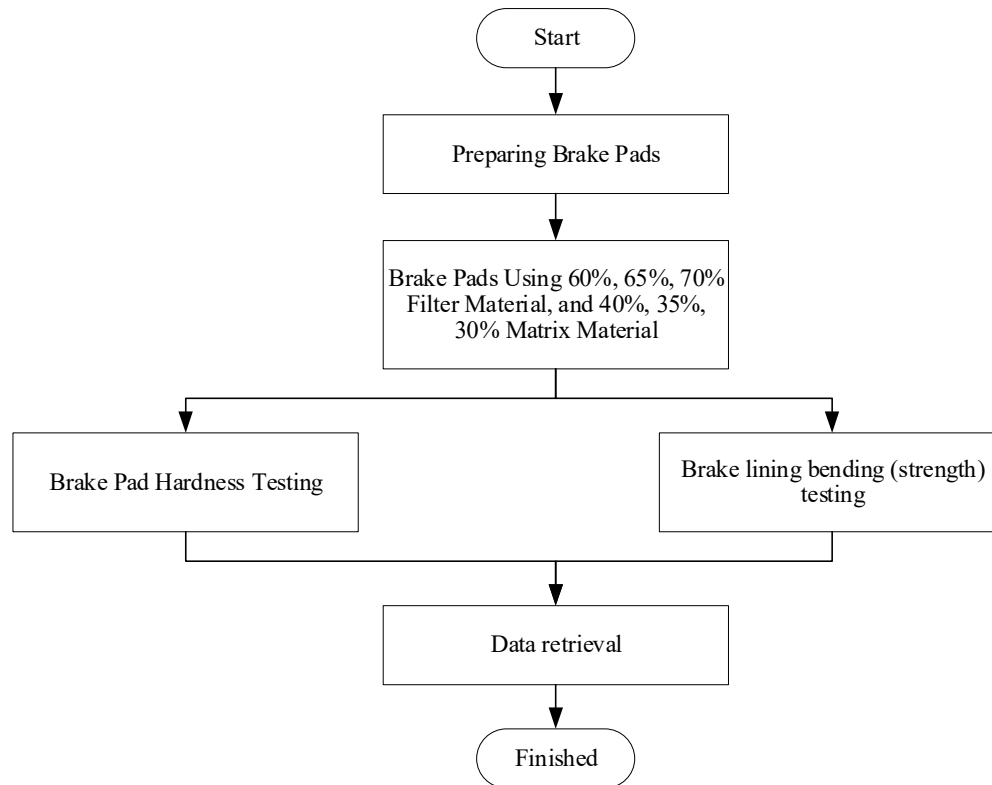 Start
Preparing Brake Pads
Brake Pads Using 60%, 65%, 70%
Filter Material, and 40%, 35%,
30% Matrix Material
Brake Pad Hardness Testing
Brake lining bending (strength)
testing
Data retrieval
Finished